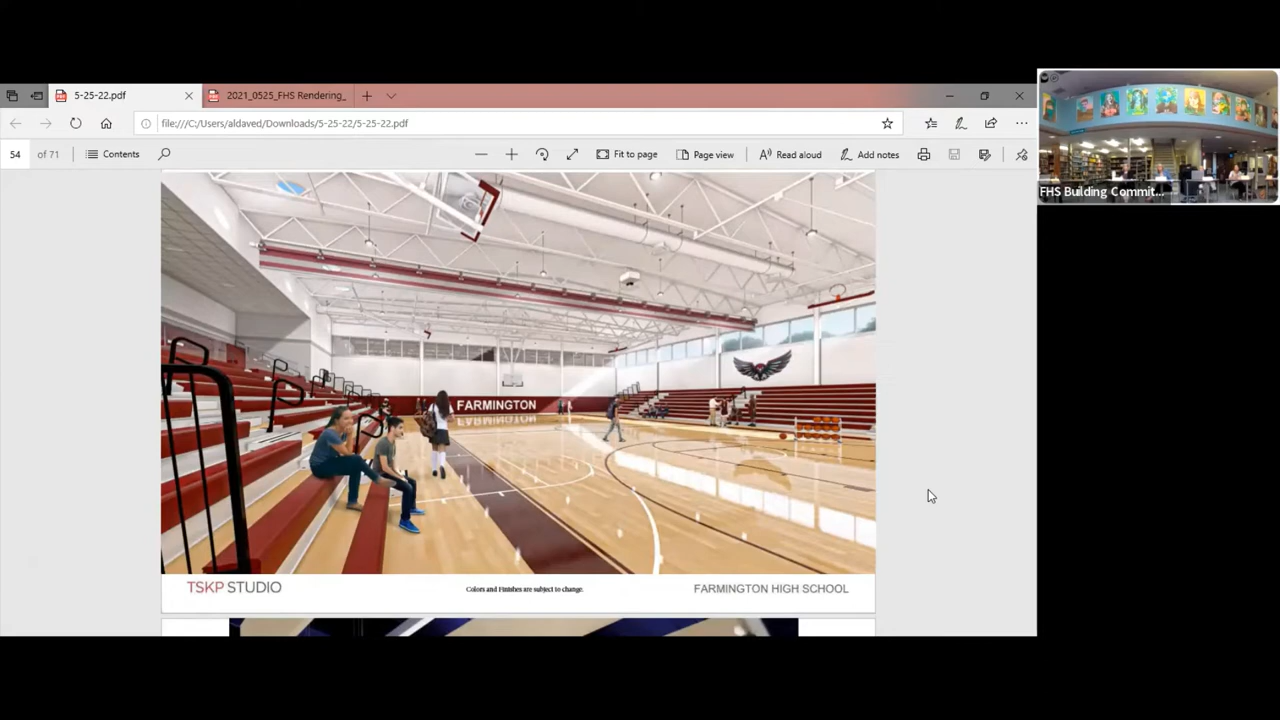 5-25-22.pdf
2021_0525_FHS Rendering_
file:///C:/Users/aldaved/Downloads/5-25-22/5-25-22.pdf
54 of 71
Contents
Fit to page
Page view
Read aloud
Add notes
FHS Building Commit...
FARMINGTON
TSKP STUDIO
Colors and Finishes are subject to change.
FARMINGTON HIGH SCHOOL